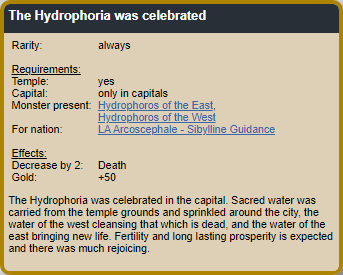 The Hydrophoria was celebrated
Rarity: always
Requirements:
Temple: yes
Capital: only in capitals
Monster present: Hydrophoros of the East,
Hydrophoros of the West
For nation: LA Arcoscephale - Sibylline Guidance
Effects:
Decrease by 2: Death
Gold: +50
The Hydrophoria was celebrated in the capital. Sacred water was
carried from the temple grounds and sprinkled around the city, the
water of the west cleansing that which is dead, and the water of the
east bringing new life. Fertility and long lasting prosperity is expected
and there was much rejoicing.